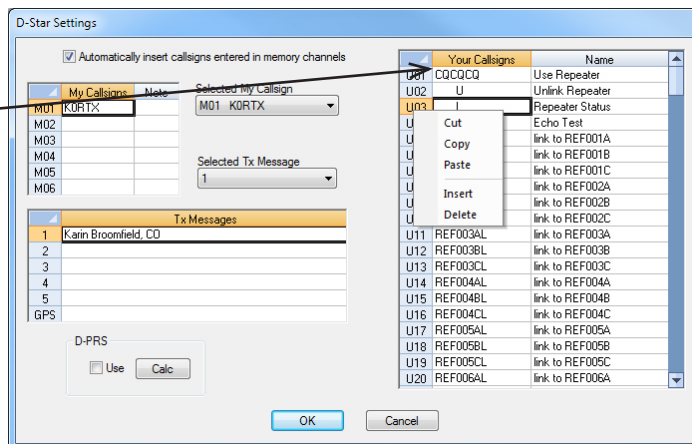 D-Star Settings
Automatically insert callsigns entered in memory channels
My Callsigns Note
M01 K0RTX
M02
M03
M04
M05
M06
Selected My Callsign
M01 K0RTX
Selected Tx Message
1
Tx Messages
1 Karin Broomfield, CO
2
3
4
5
GPS
D-PRS
Use Calc
Your Callsigns Name
U01 CQCQCQ Use Repeater
U02 U Unlink Repeater
U03 I Repeater Status
U Echo Test
U link to REF001A
U link to REF001B
U link to REF001C
U link to REF002A
U link to REF002B
U link to REF002C
U11 REF003AL link to REF003A
U12 REF003BL link to REF003B
U13 REF003CL link to REF003C
U14 REF004AL link to REF004A
U15 REF004BL link to REF004B
U16 REF004CL link to REF004C
U17 REF005AL link to REF005A
U18 REF005BL link to REF005B
U19 REF005CL link to REF005C
U20 REF006AL link to REF006A
Cut
Copy
Paste
Insert
Delete
OK Cancel